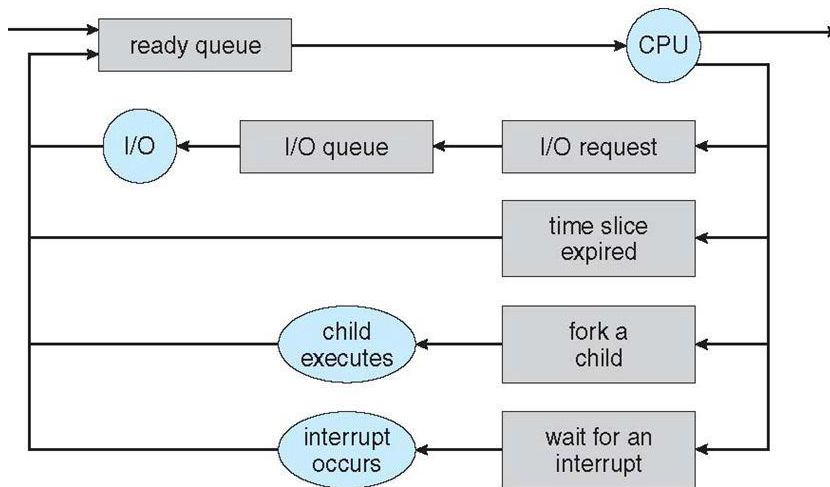 ready queue
CPU
I/O
I/O queue
I/O request
time slice
expired
child
executes
fork a
child
interrupt
occurs
wait for an
interrupt